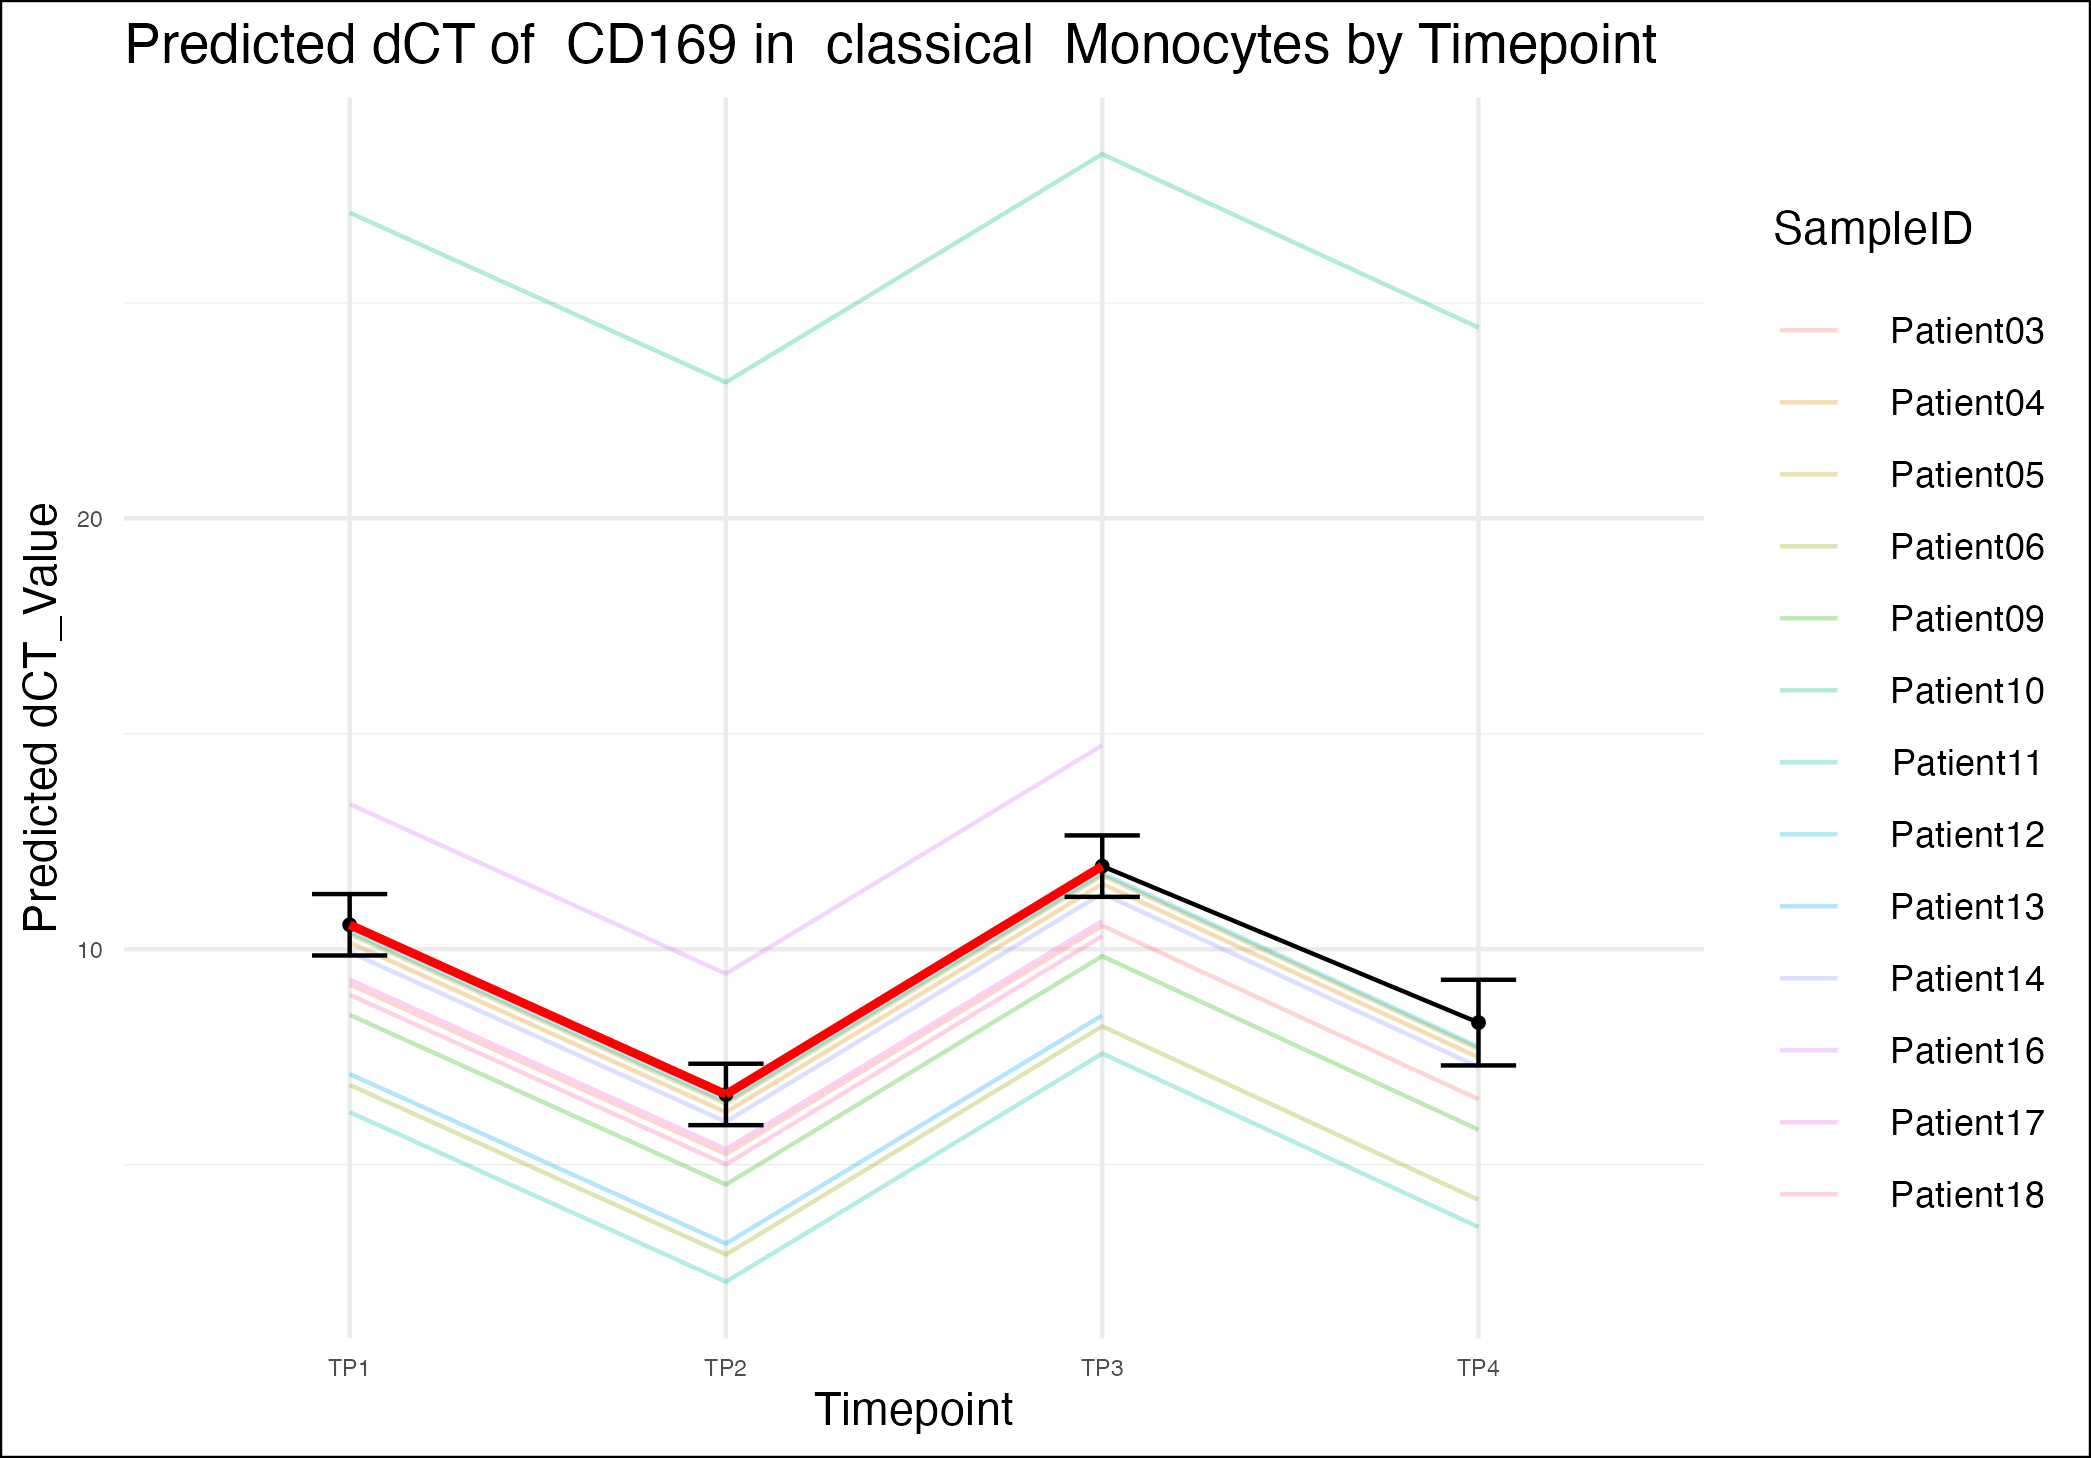 Predicted dCT of  CD169 in  classical  Monocytes by Timepoint
Predicted dCT_Value
20
10
TP1
TP2
TP3
TP4
Timepoint
SampleID
Patient03
Patient04
Patient05
Patient06
Patient09
Patient10
Patient11
Patient12
Patient13
Patient14
Patient16
Patient17
Patient18